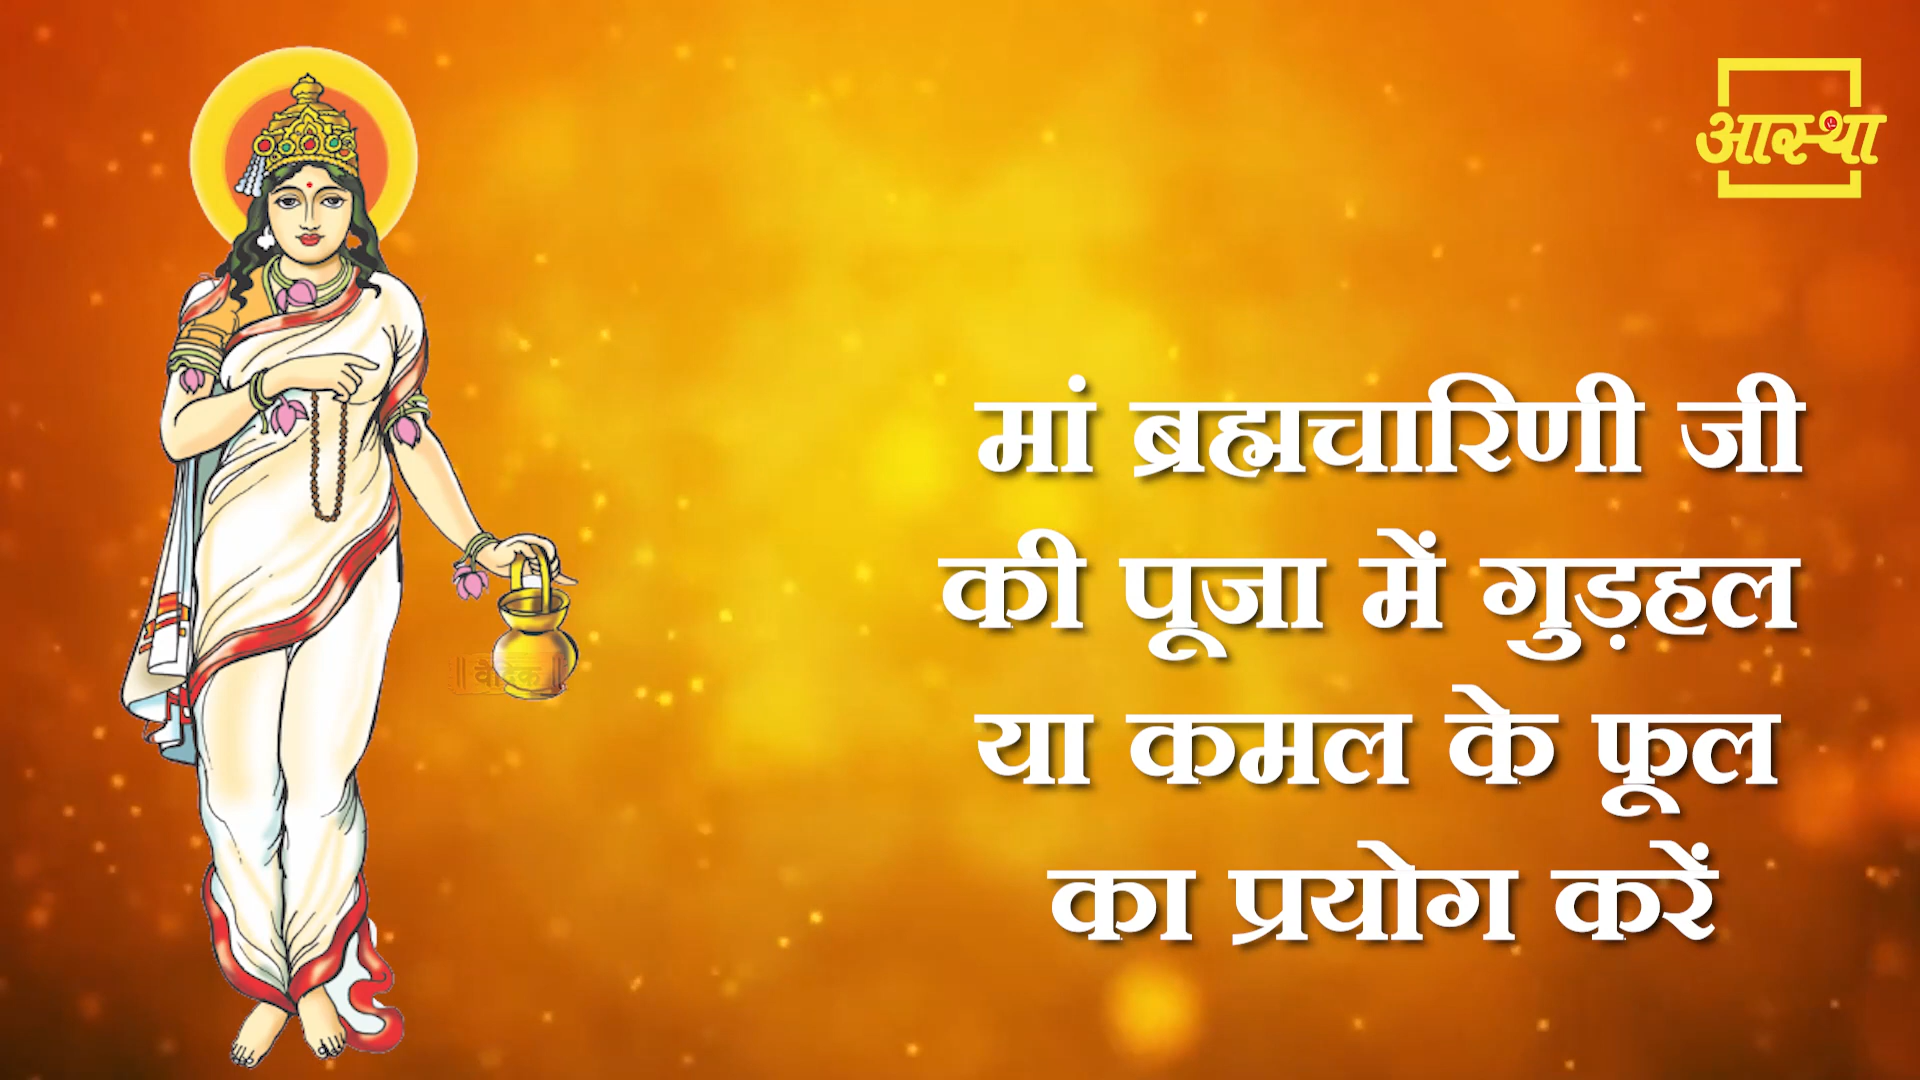 आस्था
मां ब्रह्मचारिणी जी
की पूजा में गुड़हल
या कमल के फूल
का प्रयोग करें
॥ वैदिक ॥